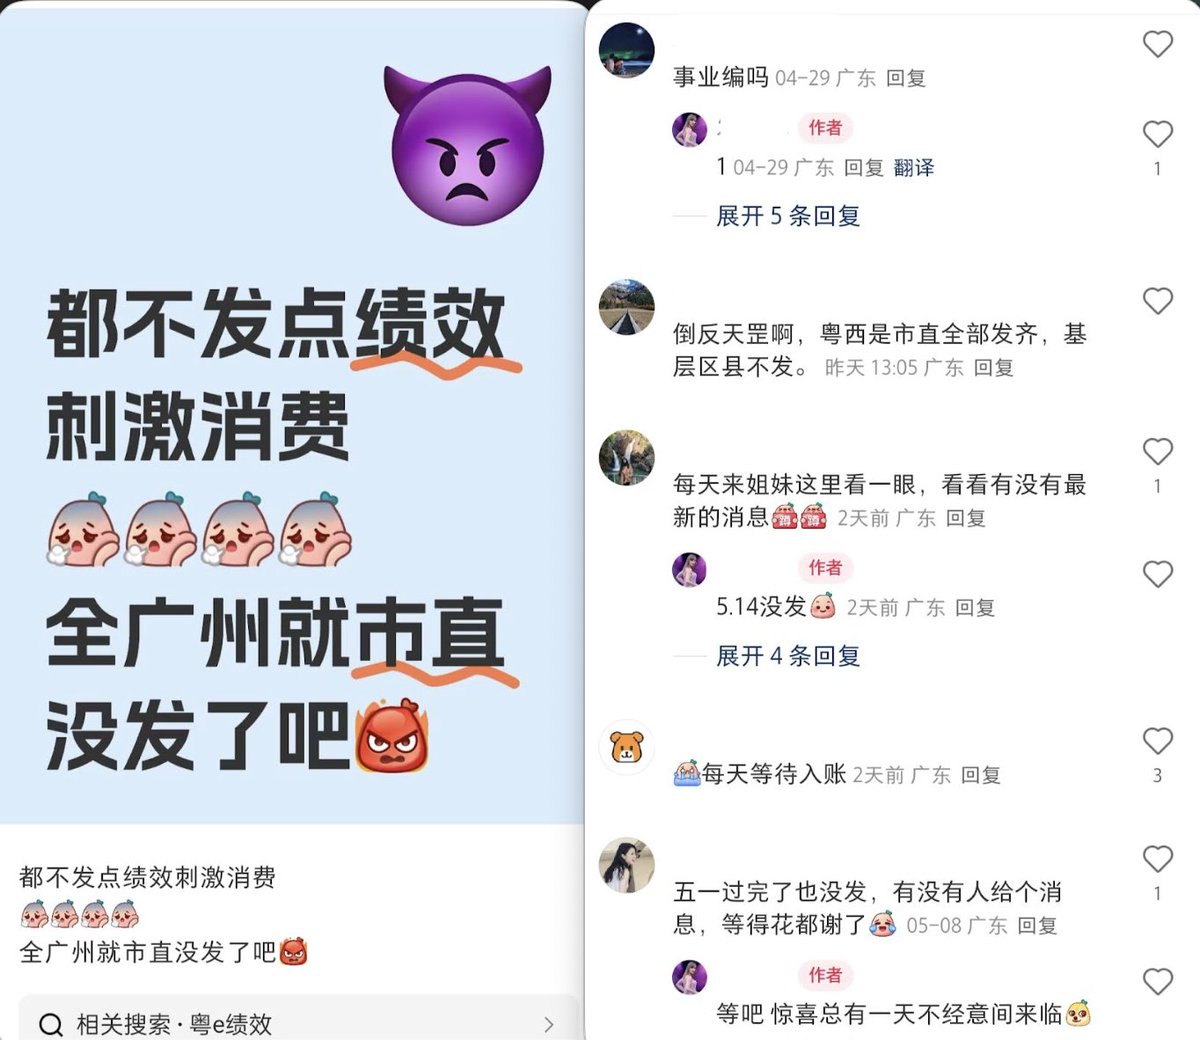 都不发点绩效
刺激消费
全广州就市直
没发了吧
都不发点绩效刺激消费
全广州就市直没发了吧
相关搜索·粤e绩效
事业编吗 04-29 广东 回复
作者
1 04-29 广东 回复 翻译
1
展开 5 条回复
倒反天罡啊，粤西是市直全部发齐，基
层区县不发。 昨天 13:05 广东 回复
每天来姐妹这里看一眼，看看有没有最
新的消息 2天前 广东 回复
1
作者
5.14没发 2天前 广东 回复
展开 4 条回复
每天等待入账 2天前 广东 回复
3
五一过完了也没发，有没有人给个消
息，等得花都谢了 05-08 广东 回复
1
作者
等吧 惊喜总有一天不经意间来临